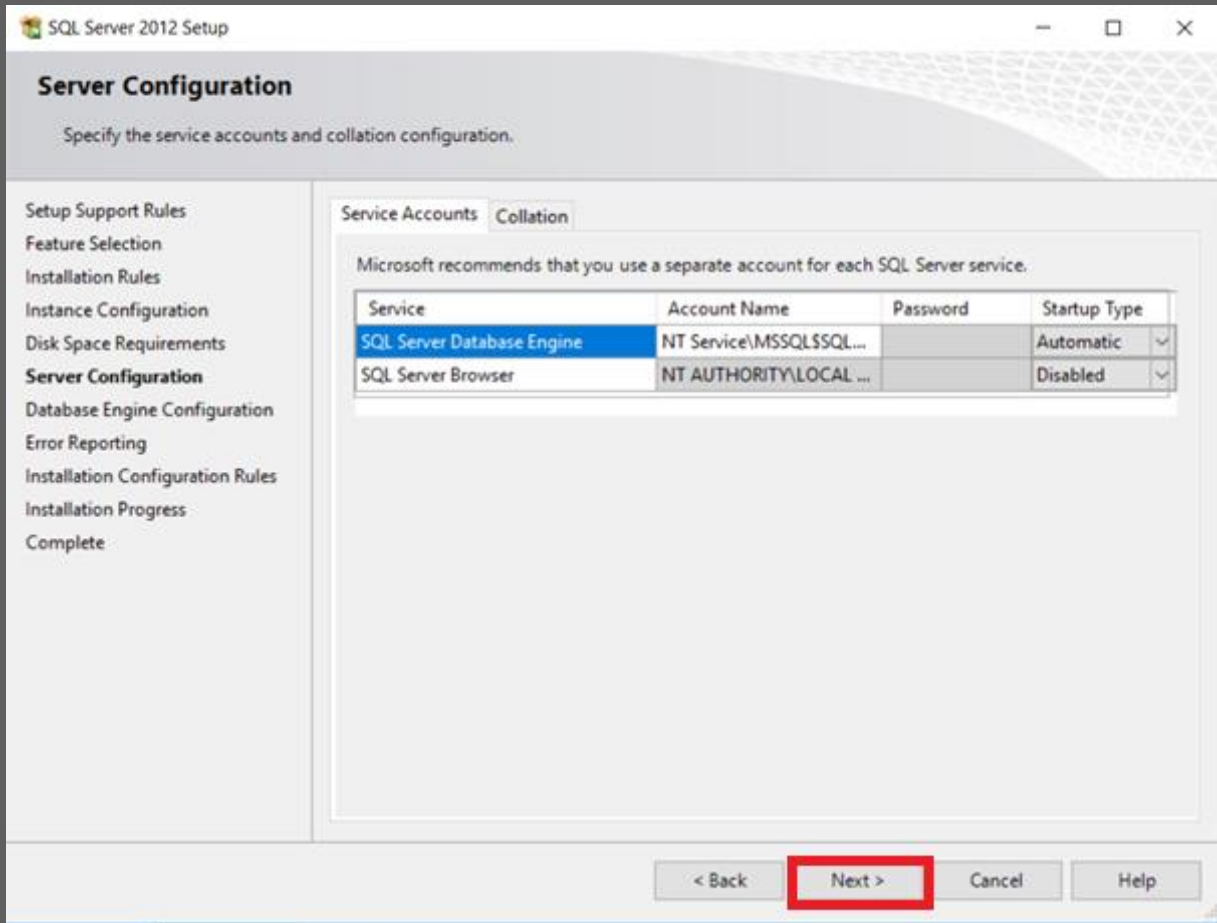 SQL Server 2012 Setup
Server Configuration
Specify the service accounts and collation configuration.
Setup Support Rules
Feature Selection
Installation Rules
Instance Configuration
Disk Space Requirements
Server Configuration
Database Engine Configuration
Error Reporting
Installation Configuration Rules
Installation Progress
Complete
Service Accounts Collation
Microsoft recommends that you use a separate account for each SQL Server service.
Service Account Name Password Startup Type
SQL Server Database Engine NT Service\MSSQL$SQL... Automatic
SQL Server Browser NT AUTHORITY\LOCAL ... Disabled
< Back Next > Cancel Help